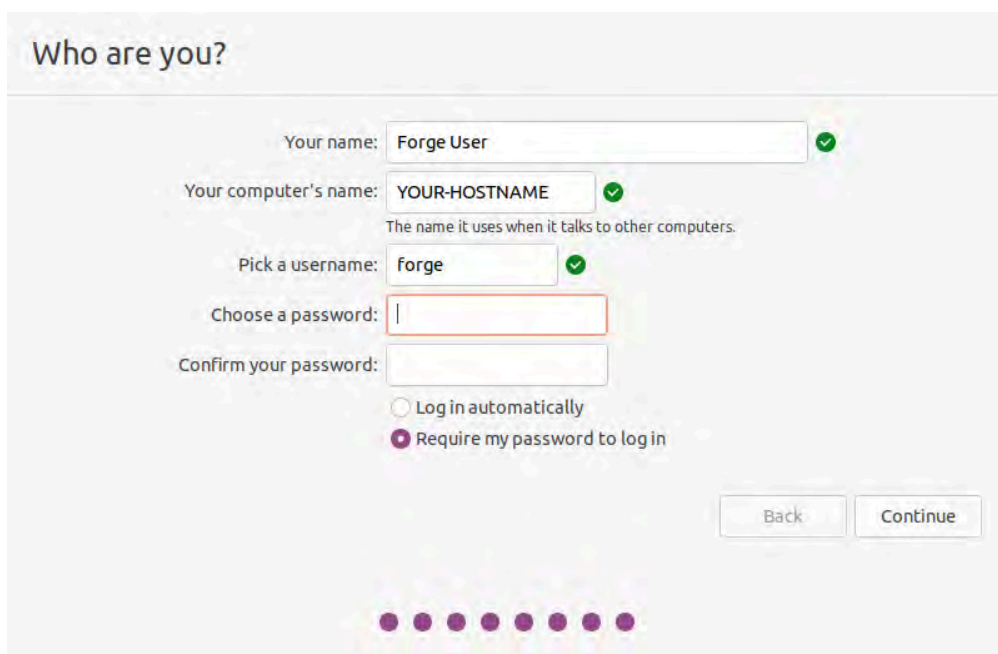 Who are you?
Your name: Forge User
Your computer's name: YOUR-HOSTNAME
The name it uses when it talks to other computers.
Pick a username: forge
Choose a password:
Confirm your password:
Log in automatically
Require my password to log in
Back Continue